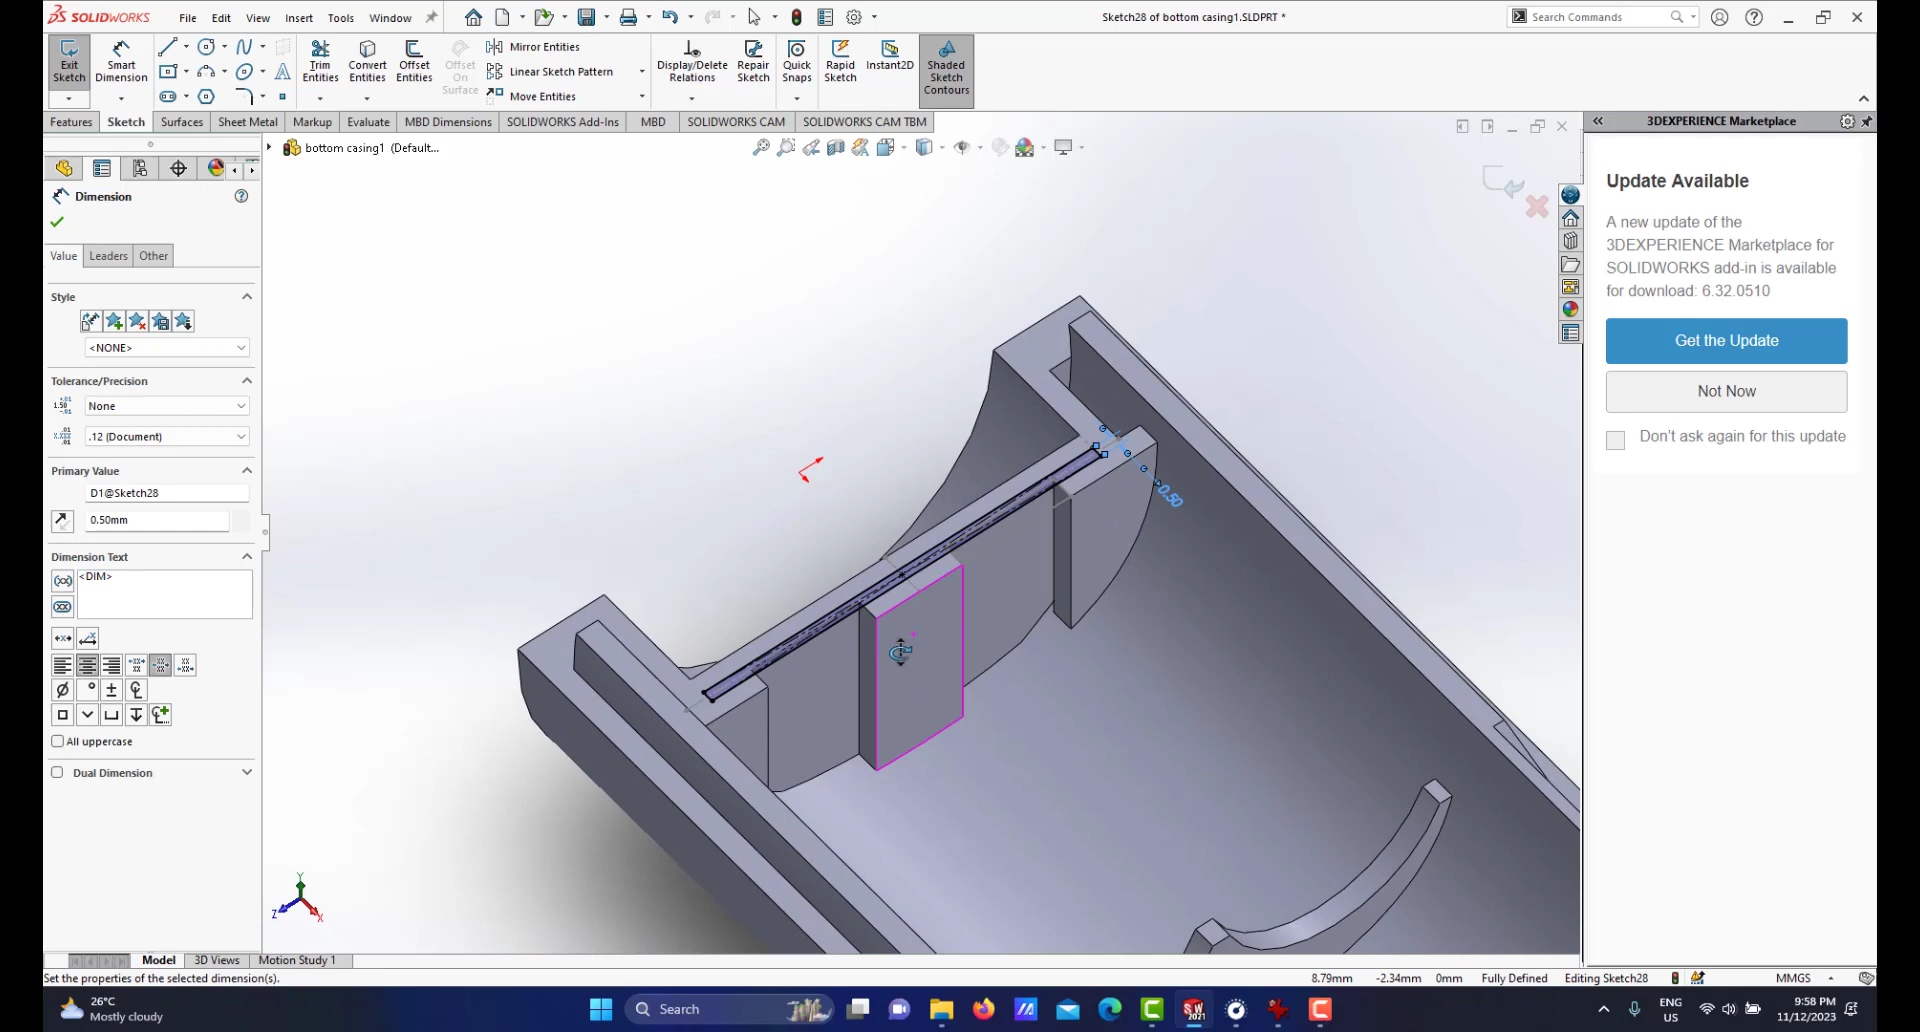 SOLIDWORKS
File
Edit
View
Insert
Tools
Window
Sketch28 of bottom casing1.SLDPRT *
Search Commands
Exit Sketch
Smart Dimension
Trim Entities
Convert Entities
Offset Entities
Offset On Surface
Mirror Entities
Linear Sketch Pattern
Move Entities
Display/Delete Relations
Repair Sketch
Quick Snaps
Rapid Sketch
Instant2D
Shaded Sketch Contours
Features
Sketch
Surfaces
Sheet Metal
Markup
Evaluate
MBD Dimensions
SOLIDWORKS Add-Ins
MBD
SOLIDWORKS CAM
SOLIDWORKS CAM TBM
bottom casing1 (Default...
Dimension
Value
Leaders
Other
Style
<NONE>
Tolerance/Precision
None
.12 (Document)
Primary Value
D1@Sketch28
0.50mm
Dimension Text
<DIM>
All uppercase
Dual Dimension
0.50
Y
Z
X
3DEXPERIENCE Marketplace
Update Available
A new update of the
3DEXPERIENCE Marketplace for
SOLIDWORKS add-in is available
for download: 6.32.0510
Get the Update
Not Now
Don't ask again for this update
Model
3D Views
Motion Study 1
Set the properties of the selected dimension(s).
8.79mm
-2.34mm
0mm
Fully Defined
Editing Sketch28
MMGS
26°C
Mostly cloudy
Search
SW
2021
ENG
US
9:58 PM
11/12/2023